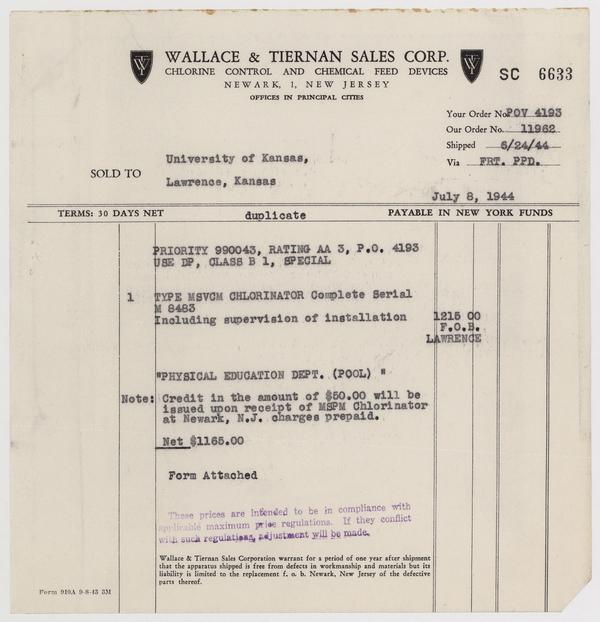 WALLACE & TIERNAN SALES CORP.
CHLORINE CONTROL AND CHEMICAL FEED DEVICES
NEWARK, 1, NEW JERSEY
OFFICES IN PRINCIPAL CITIES
SC 6633
Your Order No. POV 4193
Our Order No. 11962
Shipped 6/24/44
Via FRT. PPD.
SOLD TO
University of Kansas,
Lawrence, Kansas
July 8, 1944
TERMS: 30 DAYS NET duplicate PAYABLE IN NEW YORK FUNDS
PRIORITY 990043, RATING AA 3, P.O. 4193
USE DP, CLASS B 1, SPECIAL
1 TYPE MSVCM CHLORINATOR Complete Serial
M 8483
Including supervision of installation 1215 00
F.O.B.
LAWRENCE
"PHYSICAL EDUCATION DEPT. (POOL) "
Note: Credit in the amount of $50.00 will be
issued upon receipt of MSPM Chlorinator
at Newark, N.J. charges prepaid.
Net $1165.00
Form Attached
These prices are intended to be in compliance with
applicable maximum price regulations. If they conflict
with such regulations, adjustment will be made.
Wallace & Tiernan Sales Corporation warrant for a period of one year after shipment
that the apparatus shipped is free from defects in workmanship and materials but its
liability is limited to the replacement f. o. b. Newark, New Jersey of the defective
parts thereof.
Form 910A 9-8-43 3M